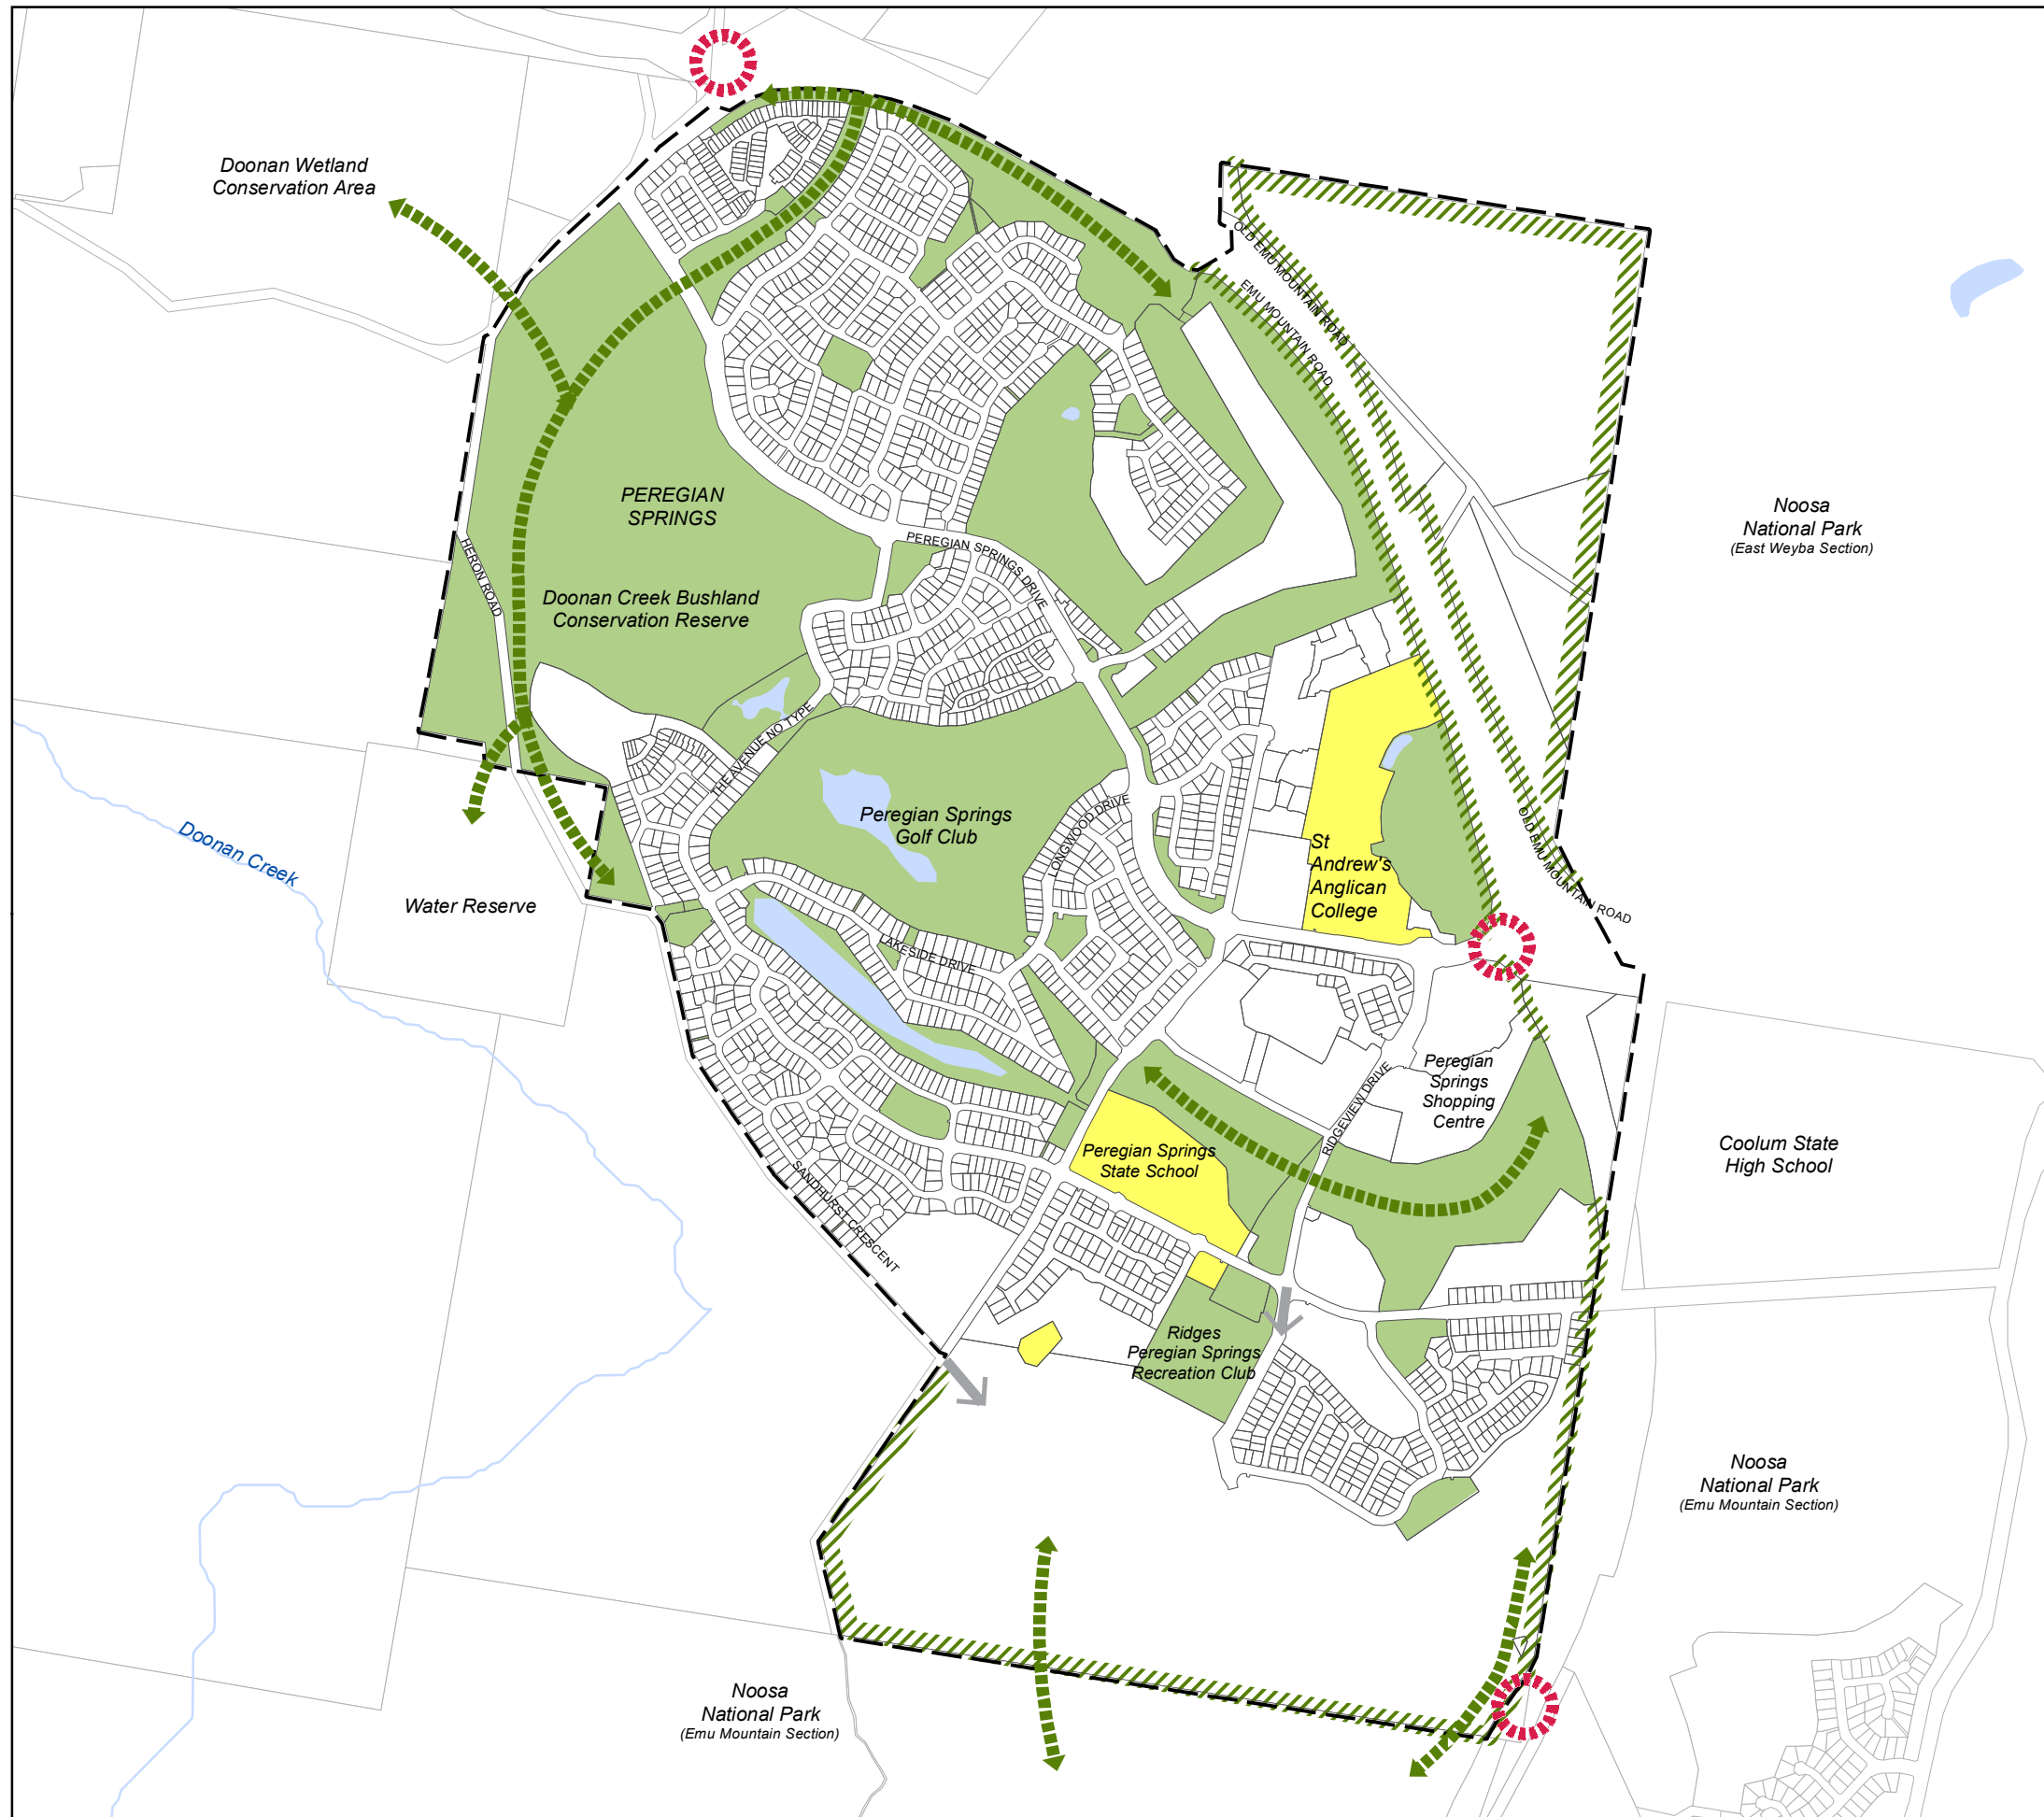 Doonan Wetland
Conservation Area
OLD EMU MOUNTAIN ROAD
EMU MOUNTAIN ROAD
PEREGIAN
SPRINGS
Noosa
National Park
(East Weyba Section)
PEREGIAN SPRINGS DRIVE
HERON ROAD
Doonan Creek Bushland
Conservation Reserve
THE AVENUE NO TYPE
Peregian Springs
Golf Club
LONGWOOD DRIVE
St
Andrew's
Anglican
College
OLD EMU MOUNTAIN ROAD
Doonan Creek
Water Reserve
LAKESIDE DRIVE
Peregian
Springs
Shopping
Centre
RIDGEVIEW DRIVE
Peregian Springs
State School
Coolum State
High School
SANDHURST CRESCENT
Ridges
Peregian Springs
Recreation Club
Noosa
National Park
(Emu Mountain Section)
Noosa
National Park
(Emu Mountain Section)